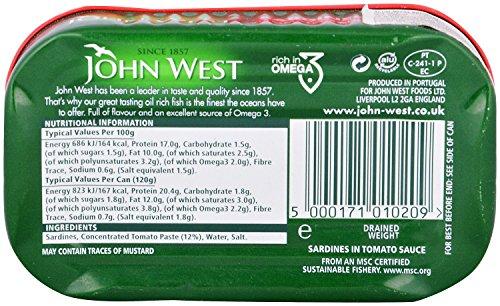 SINCE 1857
JOHN WEST
rich in
OMEGA 3
John West has been a leader in taste and quality since 1857.
That's why our great tasting oil rich fish is the finest the oceans
have to offer. Full of flavour and an excellent source of Omega 3.
alu
PT
C-241-1 P
EC
PRODUCED IN PORTUGAL
FOR JOHN WEST FOODS LTD.
LIVERPOOL L2 2GA ENGLAND
www.john-west.co.uk
NUTRITIONAL INFORMATION
Typical Values Per 100g
Energy 686 kJ/164 kcal, Protein 17.0g, Carbohydrate 1.5g,
(of which sugars 1.5g), Fat 10.0g, (of which saturates 2.5g),
(of which polyunsaturates 3.2g), (of which Omega3 2.0g), Fibre
Trace, Sodium 0.6g, (Salt equivalent 1.5g).
Typical Values Per Can (120g)
Energy 823 kJ/167 kcal, Protein 20.4g, Carbohydrate 1.8g,
(of which sugars 1.8g), Fat 12.0g, (of which saturates 3.0g),
(of which polyunsaturates 3.8g), (of which Omega3 2.2g), Fibre
Trace, Sodium 0.7g, (Salt equivalent 1.8g).
INGREDIENTS
Sardines, Concentrated Tomato Paste (12%), Water, Salt.
MAY CONTAIN TRACES OF MUSTARD
5 000171 010209 >
e
DRAINED
WEIGHT
SARDINES IN TOMATO SAUCE
FROM AN MSC CERTIFIED
SUSTAINABLE FISHERY. www.msc.org
FOR BEST BEFORE END: SEE SIDE OF CAN